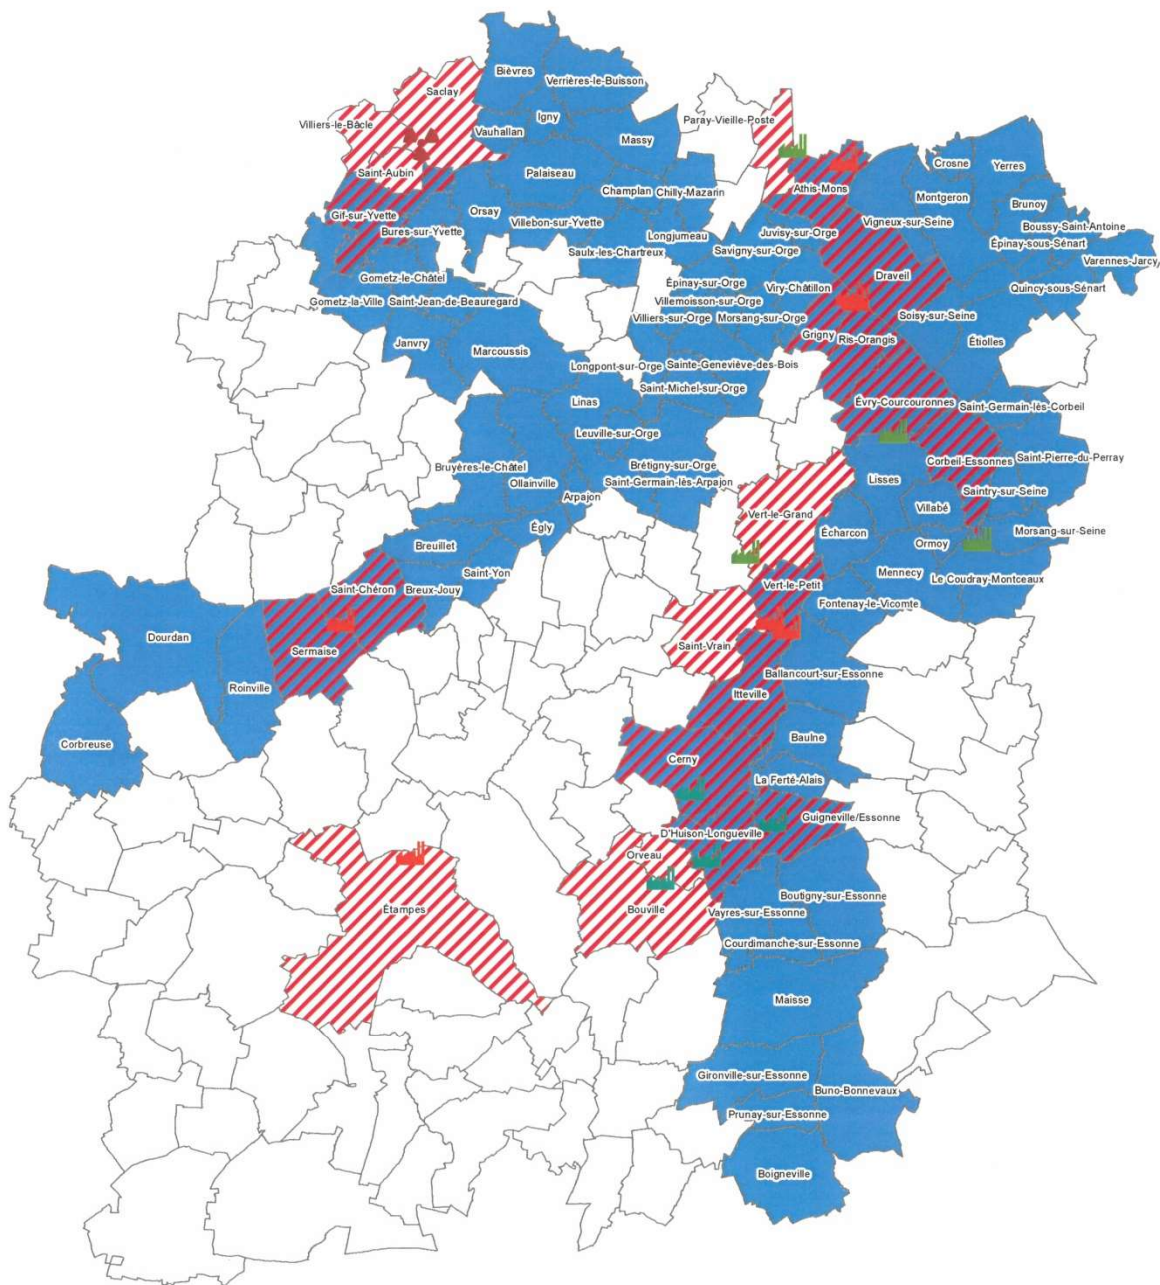 Bièvres
Verrières-le-Buisson
Saclay
Igny
Villiers-le-Bâcle
Vauhallan
Massy
Paray-Vieille-Poste
Saint-Aubin
Palaiseau
Athis-Mons
Crosne
Yerres
Champlan
Chilly-Mazarin
Montgeron
Brunoy
Gif-sur-Yvette
Orsay
Villebon-sur-Yvette
Vigneux-sur-Seine
Boussy-Saint-Antoine
Bures-sur-Yvette
Longjumeau
Juvisy-sur-Orge
Épinay-sous-Sénart
Saulx-les-Chartreux
Savigny-sur-Orge
Varennes-Jarcy
Gometz-le-Châtel
Draveil
Épinay-sur-Orge
Viry-Châtillon
Quincy-sous-Sénart
Gometz-la-Ville
Saint-Jean-de-Beauregard
Villemoisson-sur-Orge
Villiers-sur-Orge
Morsang-sur-Orge
Soisy-sur-Seine
Grigny
Ris-Orangis
Étiolles
Janvry
Marcoussis
Longpont-sur-Orge
Sainte-Geneviève-des-Bois
Saint-Michel-sur-Orge
Linas
Évry-Courcouronnes
Saint-Germain-lès-Corbeil
Leuville-sur-Orge
Saint-Pierre-du-Perray
Bruyères-le-Châtel
Brétigny-sur-Orge
Corbeil-Essonnes
Ollainville
Saint-Germain-lès-Arpajon
Lisses
Arpajon
Saintry-sur-Seine
Vert-le-Grand
Villabé
Égly
Écharcon
Morsang-sur-Seine
Breuillet
Ormoy
Saint-Yon
Mennecy
Le Coudray-Montceaux
Saint-Chéron
Breux-Jouy
Vert-le-Petit
Fontenay-le-Vicomte
Dourdan
Sermaise
Saint-Vrain
Roinville
Ballancourt-sur-Essonne
Itteville
Corbreuse
Baulne
Cerny
La Ferté-Alais
Guigneville/Essonne
D'Huison-Longueville
Orveau
Étampes
Bouville
Boutigny-sur-Essonne
Vayres-sur-Essonne
Courdimanche-sur-Essonne
Maisse
Gironville-sur-Essonne
Buno-Bonnevaux
Prunay-sur-Essonne
Boigneville